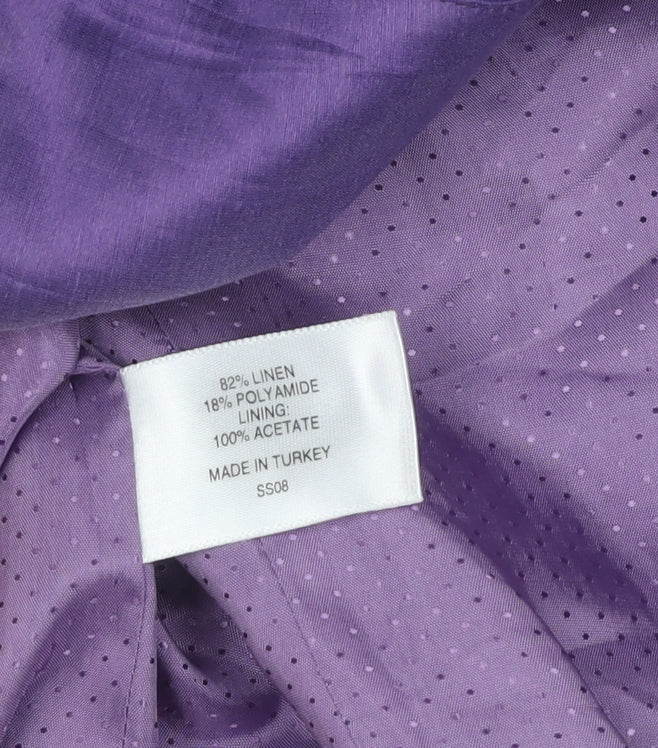 82% LINEN
18% POLYAMIDE
LINING:
100% ACETATE
MADE IN TURKEY
SS08